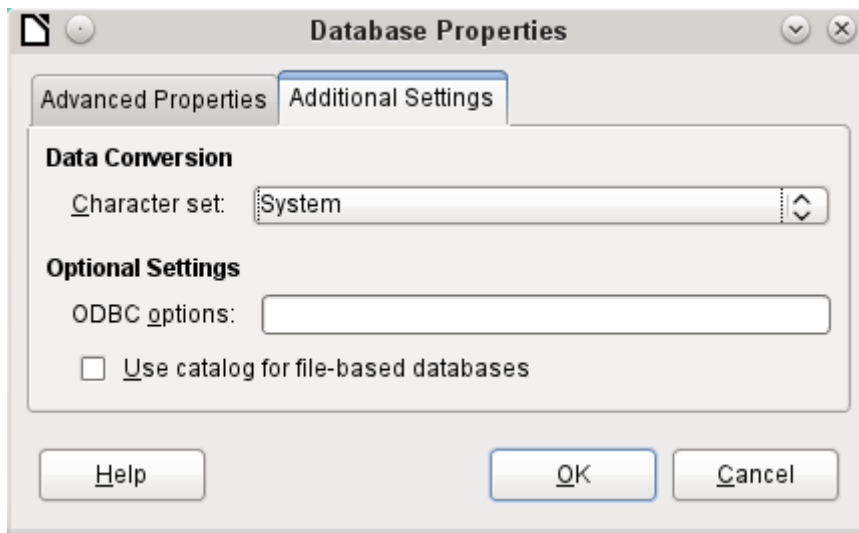 Database Properties
Advanced Properties Additional Settings
Data Conversion
Character set: System
Optional Settings
ODBC options:
Use catalog for file-based databases
Help OK Cancel